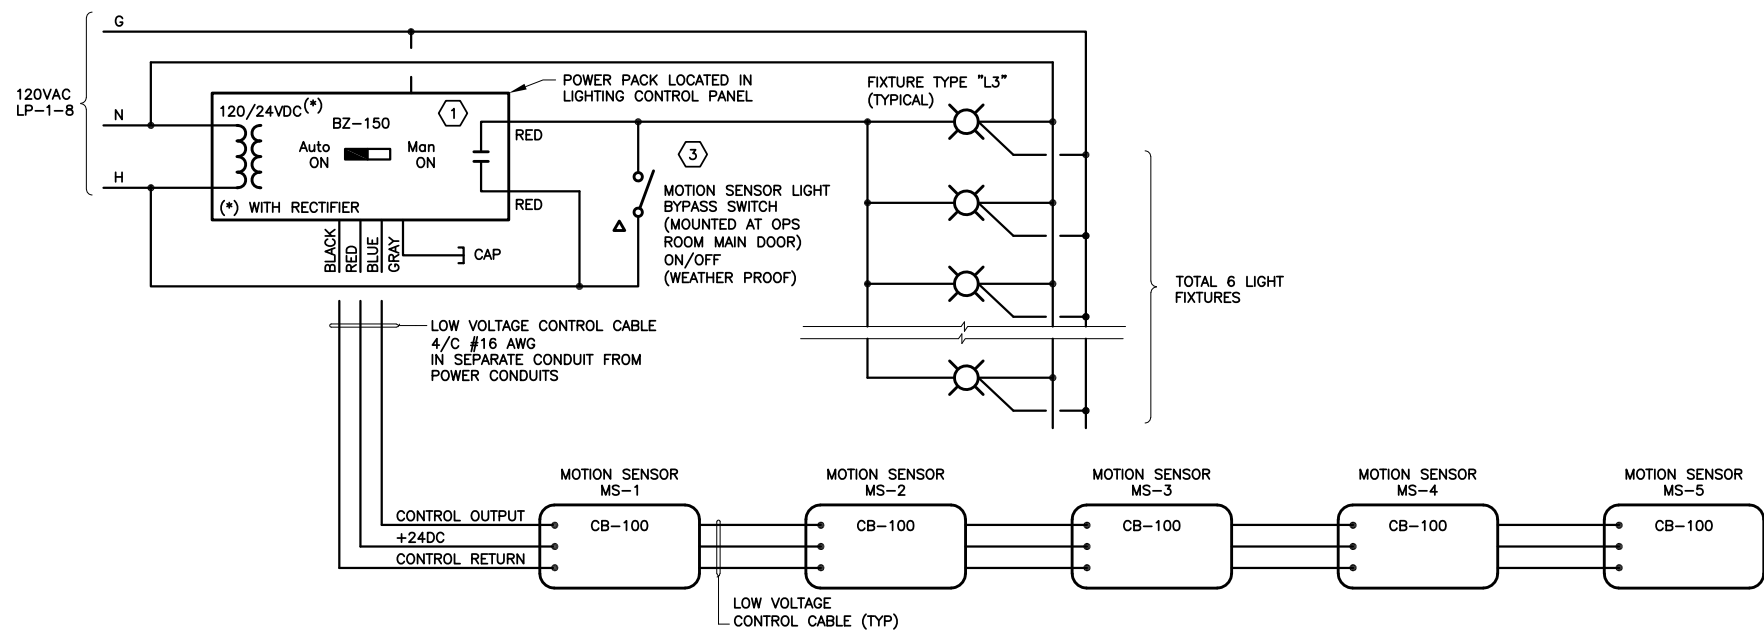 G
120VAC
LP-1-8
N
H
120/24VDC(*)
BZ-150
1
Auto
ON
Man
ON
(*) WITH RECTIFIER
RED
RED
POWER PACK LOCATED IN
LIGHTING CONTROL PANEL
BLACK
RED
BLUE
GRAY
CAP
3
MOTION SENSOR LIGHT
BYPASS SWITCH
(MOUNTED AT OPS
ROOM MAIN DOOR)
ON/OFF
(WEATHER PROOF)
FIXTURE TYPE "L3"
(TYPICAL)
TOTAL 6 LIGHT
FIXTURES
LOW VOLTAGE CONTROL CABLE
4/C #16 AWG
IN SEPARATE CONDUIT FROM
POWER CONDUITS
CONTROL OUTPUT
+24DC
CONTROL RETURN
MOTION SENSOR
MS-1
CB-100
MOTION SENSOR
MS-2
CB-100
MOTION SENSOR
MS-3
CB-100
MOTION SENSOR
MS-4
CB-100
MOTION SENSOR
MS-5
CB-100
LOW VOLTAGE
CONTROL CABLE (TYP)